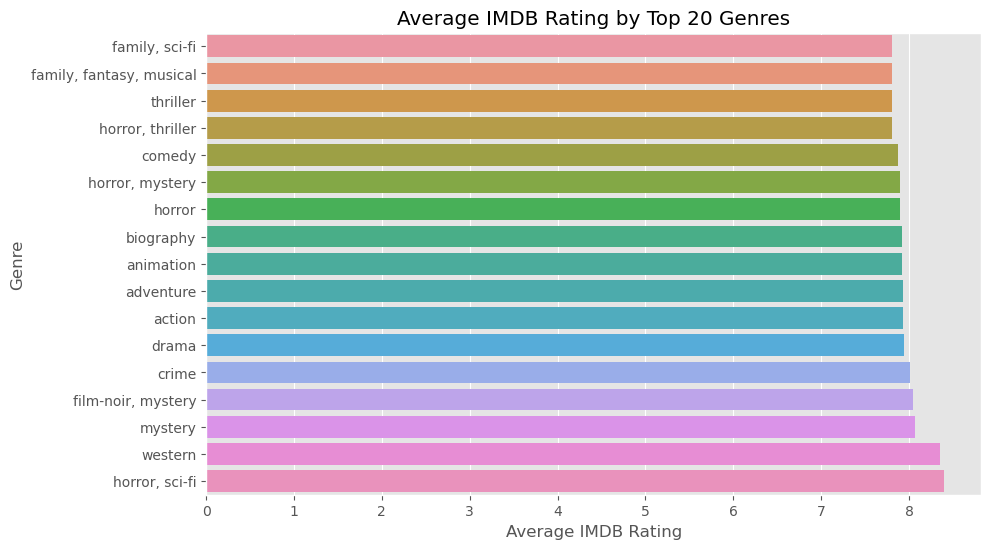 Average IMDB Rating by Top 20 Genres
Genre
family, sci-fi
family, fantasy, musical
thriller
horror, thriller
comedy
horror, mystery
horror
biography
animation
adventure
action
drama
crime
film-noir, mystery
mystery
western
horror, sci-fi
0 1 2 3 4 5 6 7 8
Average IMDB Rating